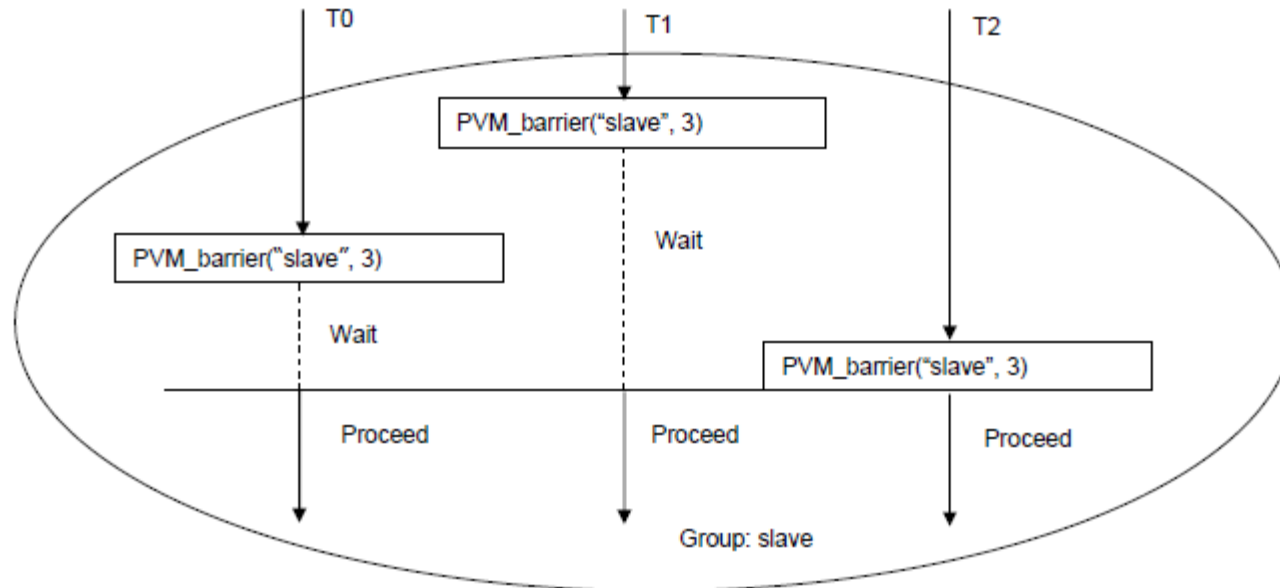 T0
T1
T2
PVM_barrier(“slave”, 3)
Wait
PVM_barrier(“slave”, 3)
Wait
PVM_barrier(“slave”, 3)
Proceed
Proceed
Proceed
Group: slave